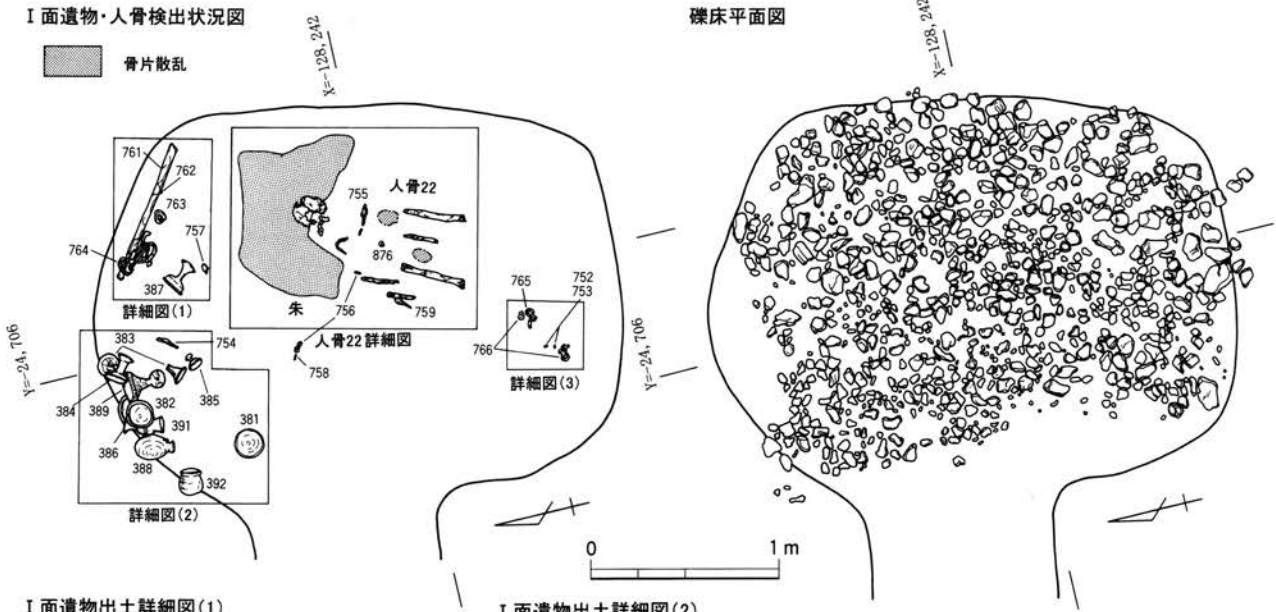 I面遺物・人骨検出状況図
骨片散乱
X=-128,242
761
762
763
764
757
387
詳細図(1)
755
人骨22
876
朱
756
759
人骨22詳細図
758
765
752
753
766
詳細図(3)
Y=-24,706
383
754
384
389
382
385
391
386
388
381
392
詳細図(2)
礫床平面図
X=-128,242
Y=-24,706
0 1m
I面遺物出土詳細図(1)
I面遺物出土詳細図(2)